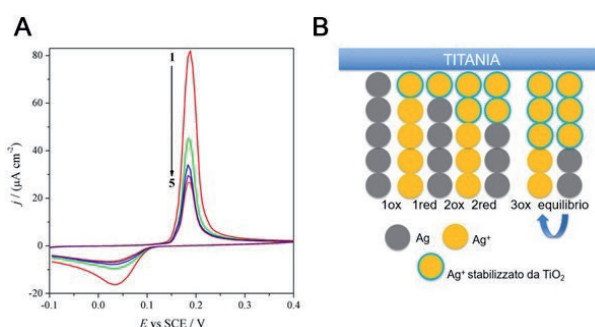 A
80
60
40
20
0
-20
j / (μA cm⁻²)
1
5
-0.1 0.0 0.1 0.2 0.3 0.4
E vs SCE / V
B
TITANIA
1ox 1red 2ox 2red 3ox equilibrio
Ag Ag⁺
Ag⁺ stabilizzato da TiO₂